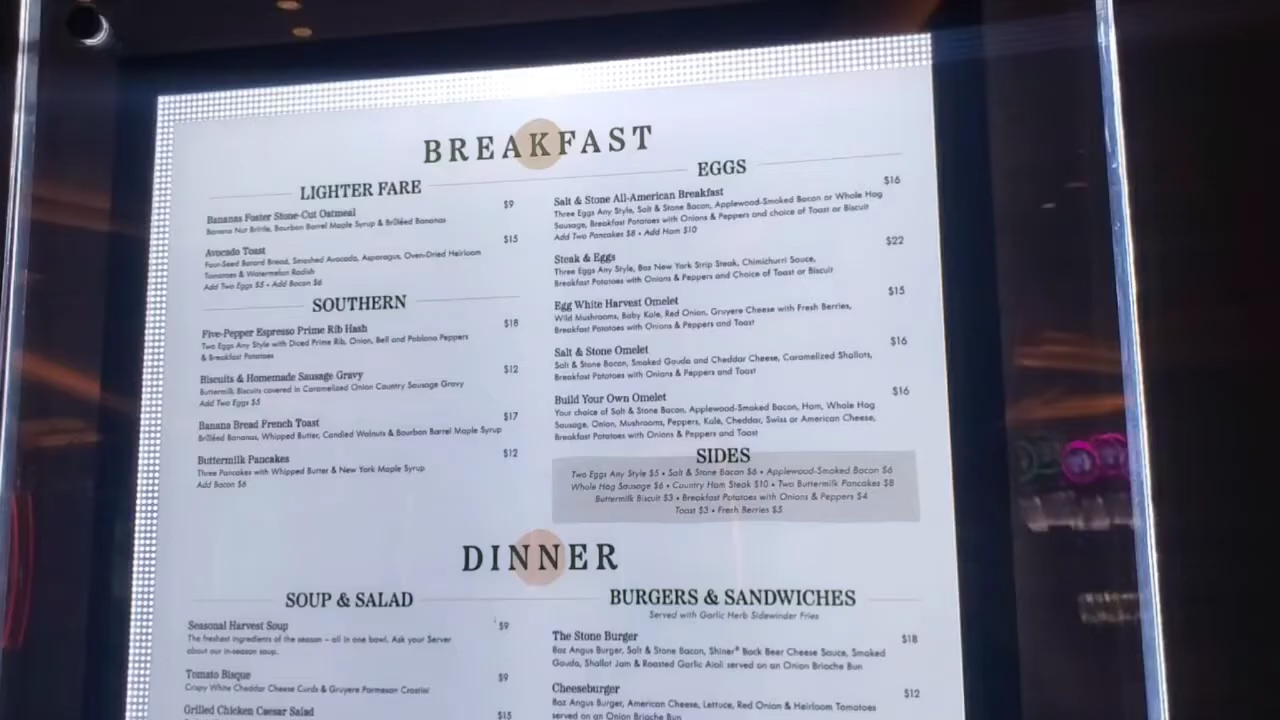 BREAKFAST
LIGHTER FARE
Bananas Foster Stone-Cut Oatmeal $9
Banana Nut Brittle, Bourbon Barrel Maple Syrup & Brûléed Bananas
Avocado Toast $15
Four-Seed Batard Bread, Smashed Avocado, Asparagus, Oven-Dried Heirloom
Tomatoes & Watermelon Radish
Add Two Eggs $5 • Add Bacon $6
SOUTHERN
Five-Pepper Espresso Prime Rib Hash $18
Two Eggs Any Style with Diced Prime Rib, Onion, Bell and Poblano Peppers
& Breakfast Potatoes
Biscuits & Homemade Sausage Gravy $12
Buttermilk Biscuits covered in Caramelized Onion Country Sausage Gravy
Add Two Eggs $5
Banana Bread French Toast $17
Brûléed Bananas, Whipped Butter, Candied Walnuts & Bourbon Barrel Maple Syrup
Buttermilk Pancakes $12
Three Pancakes with Whipped Butter & New York Maple Syrup
Add Bacon $6
EGGS
Salt & Stone All-American Breakfast $16
Three Eggs Any Style, Salt & Stone Bacon, Applewood-Smoked Bacon or Whole Hog
Sausage, Breakfast Potatoes with Onions & Peppers and choice of Toast or Biscuit
Add Two Pancakes $8 • Add Ham $10
Steak & Eggs $22
Three Eggs Any Style, 8oz New York Strip Steak, Chimichurri Sauce,
Breakfast Potatoes with Onions & Peppers and Choice of Toast or Biscuit
Egg White Harvest Omelet $15
Wild Mushrooms, Baby Kale, Red Onion, Gruyere Cheese with Fresh Berries,
Breakfast Potatoes with Onions & Peppers and Toast
Salt & Stone Omelet $16
Salt & Stone Bacon, Smoked Gouda and Cheddar Cheese, Caramelized Shallots,
Breakfast Potatoes with Onions & Peppers and Toast
Build Your Own Omelet $16
Your choice of Salt & Stone Bacon, Applewood-Smoked Bacon, Ham, Whole Hog
Sausage, Onion, Mushrooms, Peppers, Kale, Cheddar, Swiss or American Cheese,
Breakfast Potatoes with Onions & Peppers and Toast
SIDES
Two Eggs Any Style $5 • Salt & Stone Bacon $6 • Applewood-Smoked Bacon $6
Whole Hog Sausage $6 • Country Ham Steak $10 • Two Buttermilk Pancakes $8
Buttermilk Biscuit $3 • Breakfast Potatoes with Onions & Peppers $4
Toast $3 • Fresh Berries $5
DINNER
SOUP & SALAD
Seasonal Harvest Soup $9
The freshest ingredients of the season – all in one bowl. Ask your Server
about our in-season soup.
Tomato Bisque $9
Crispy White Cheddar Cheese Curds & Gruyere Parmesan Crostini
Grilled Chicken Caesar Salad $15
BURGERS & SANDWICHES
Served with Garlic Herb Sidewinder Fries
The Stone Burger $18
8oz Angus Burger, Salt & Stone Bacon, Shiner® Bock Beer Cheese Sauce, Smoked
Gouda, Shallot Jam & Roasted Garlic Aioli served on an Onion Brioche Bun
Cheeseburger $12
8oz Angus Burger, American Cheese, Lettuce, Red Onion & Heirloom Tomatoes
served on an Onion Brioche Bun